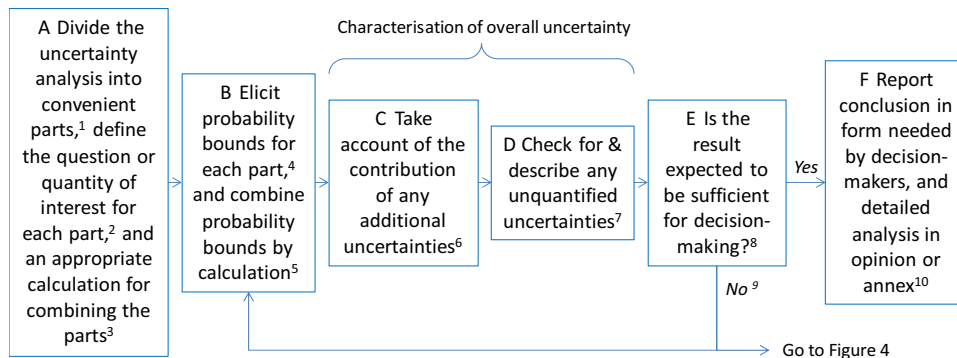 Characterisation of overall uncertainty
A Divide the
uncertainty
analysis into
convenient
parts,¹ define
the question or
quantity of
interest for
each part,² and
an appropriate
calculation for
combining the
parts³
B Elicit
probability
bounds for
each part,⁴
and combine
probability
bounds by
calculation⁵
C Take
account of the
contribution
of any
additional
uncertainties⁶
D Check for &
describe any
unquantified
uncertainties⁷
E Is the
result
expected to
be sufficient
for decision-
making?⁸
Yes
No ⁹
F Report
conclusion in
form needed
by decision-
makers, and
detailed
analysis in
opinion or
annex¹⁰
Go to Figure 4